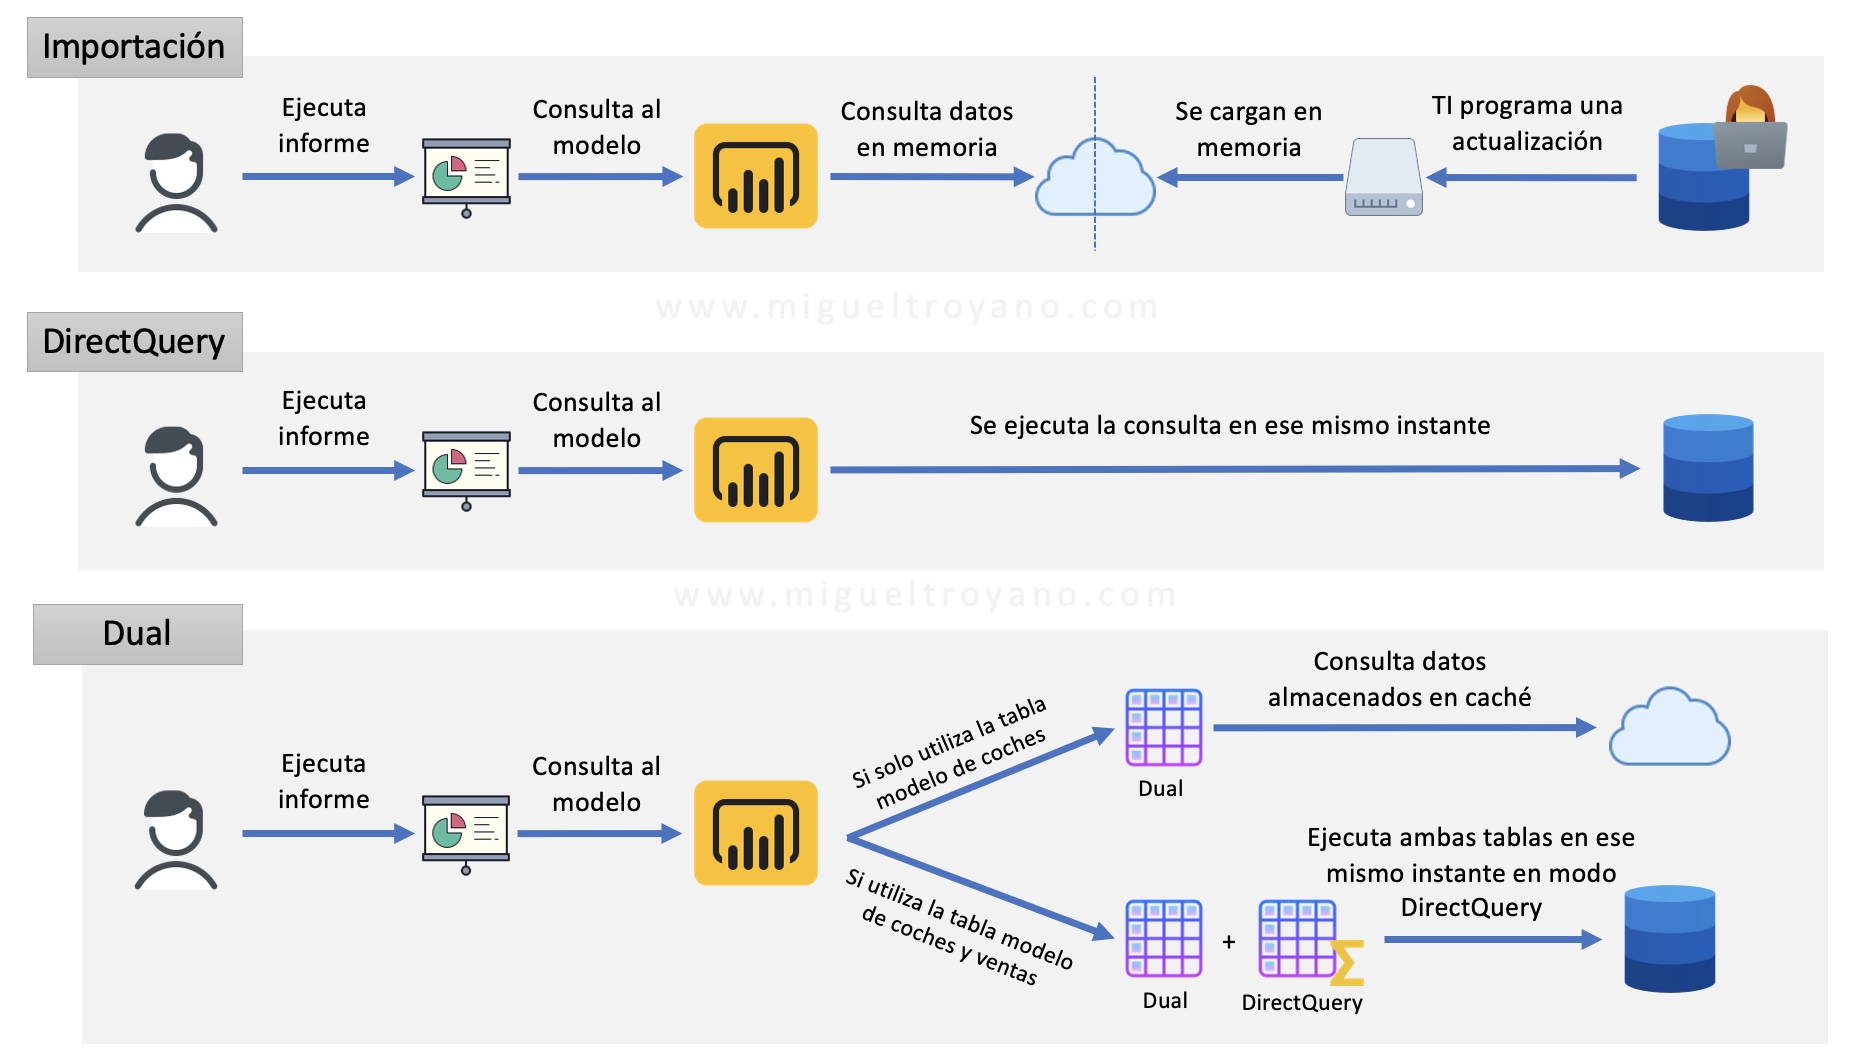 Importación
Ejecuta
informe
Consulta al
modelo
Consulta datos
en memoria
Se cargan en
memoria
TI programa una
actualización
www.migueltroyano.com
DirectQuery
Ejecuta
informe
Consulta al
modelo
Se ejecuta la consulta en ese mismo instante
www.migueltroyano.com
Dual
Ejecuta
informe
Consulta al
modelo
Si solo utiliza la tabla
modelo de coches
Dual
Consulta datos
almacenados en caché
Si utiliza la tabla modelo
de coches y ventas
Dual
+
DirectQuery
Ejecuta ambas tablas en ese
mismo instante en modo
DirectQuery